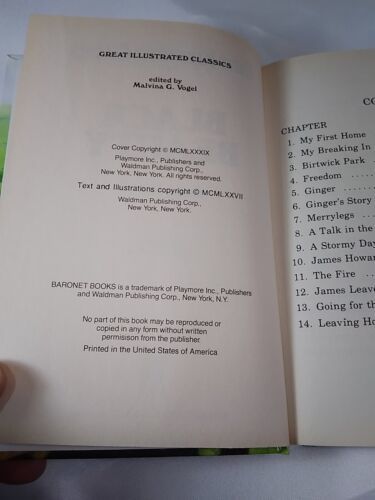 GREAT ILLUSTRATED CLASSICS
edited by
Malvina G. Vogel
Cover Copyright © MCMLXXXIX
Playmore Inc., Publishers and
Waldman Publishing Corp.,
New York, New York. All rights reserved.
Text and Illustrations copyright © MCMLXXVII
Waldman Publishing Corp.,
New York, New York.
BARONET BOOKS is a trademark of Playmore Inc., Publishers
and Waldman Publishing Corp., New York, N.Y.
No part of this book may be reproduced or
copied in any form without written
permisison from the publisher.
Printed in the United States of America
CO
CHAPTER
1. My First Home
2. My Breaking In
3. Birtwick Park
4. Freedom
5. Ginger
6. Ginger's Story
7. Merrylegs
8. A Talk in the
9. A Stormy Day
10. James Howar
11. The Fire
12. James Leave
13. Going for th
14. Leaving Ho